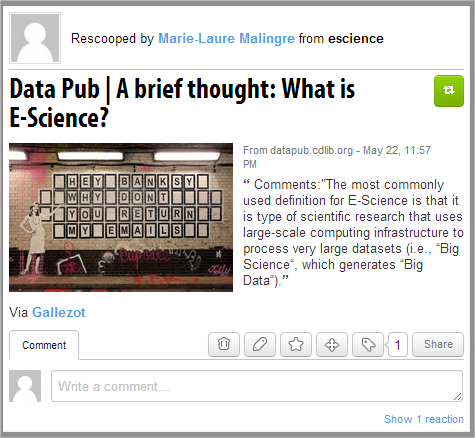 Rescooped by Marie-Laure Malingre from escience
Data Pub | A brief thought: What is
E-Science?
HEY BANKSY
WHY DONT
YOU RETURN
MY EMAILS
From datapub.cdlib.org - May 22, 11:57
PM
“ Comments:"The most commonly
used definition for E-Science is that it
is type of scientific research that uses
large-scale computing infrastructure to
process very large datasets (i.e., “Big
Science“, which generates “Big
Data“).”
Via Gallezot
Comment
1
Share
Write a comment...
Show 1 reaction